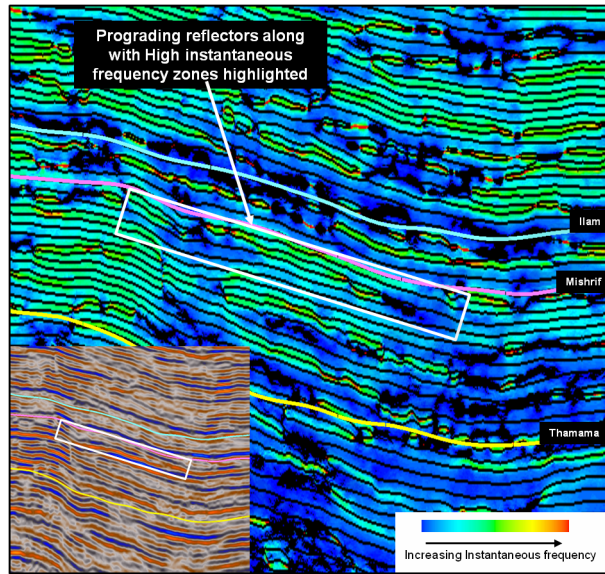 Prograding reflectors along
with High instantaneous
frequency zones highlighted
Ilam
Mishrif
Thamama
Increasing Instantaneous frequency